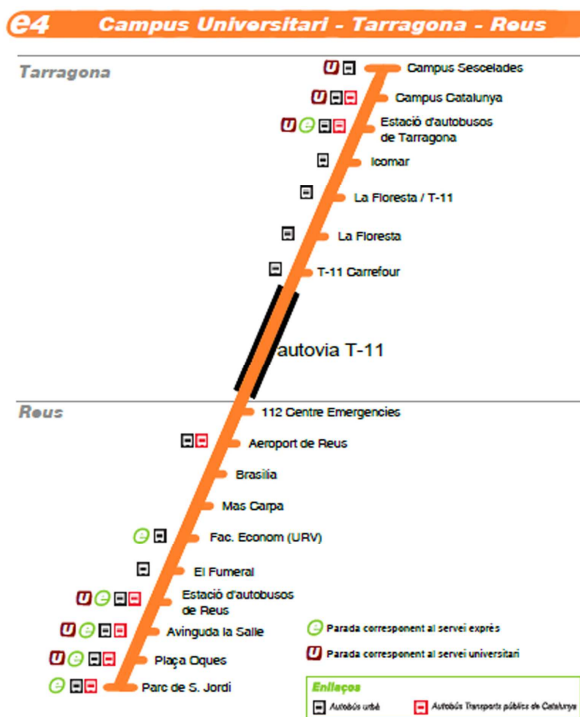 e4 Campus Universitari - Tarragona - Reus
Tarragona
Campus Sescelades
Campus Catalunya
Estació d'autobusos
de Tarragona
Icomar
La Floresta / T-11
La Floresta
T-11 Carrefour
autovia T-11
Reus
112 Centre Emergencies
Aeroport de Reus
Brasilia
Mas Carpa
Fac. Econom (URV)
El Fumeral
Estació d'autobusos
de Reus
Avinguda la Salle
Plaça Oques
Parc de S. Jordi
e Parada corresponent al servei exprés
U Parada corresponent al servei universitari
Enllaços
Autobús urbà
Autobús Transports públics de Catalunya